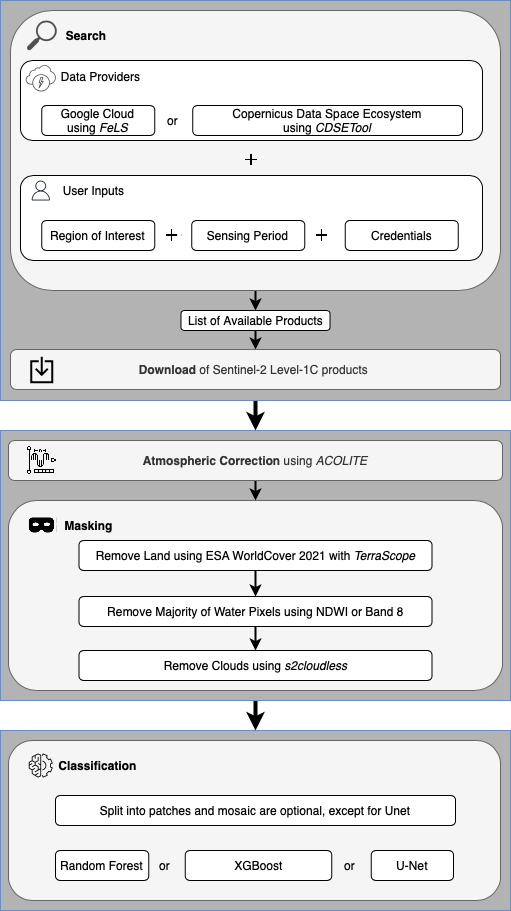 Search
Data Providers
Google Cloud
using FeLS
or
Copernicus Data Space Ecosystem
using CDSETool
+
User Inputs
Region of Interest + Sensing Period + Credentials
List of Available Products
Download of Sentinel-2 Level-1C products
Atmospheric Correction using ACOLITE
Masking
Remove Land using ESA WorldCover 2021 with TerraScope
Remove Majority of Water Pixels using NDWI or Band 8
Remove Clouds using s2cloudless
Classification
Split into patches and mosaic are optional, except for Unet
Random Forest or XGBoost or U-Net